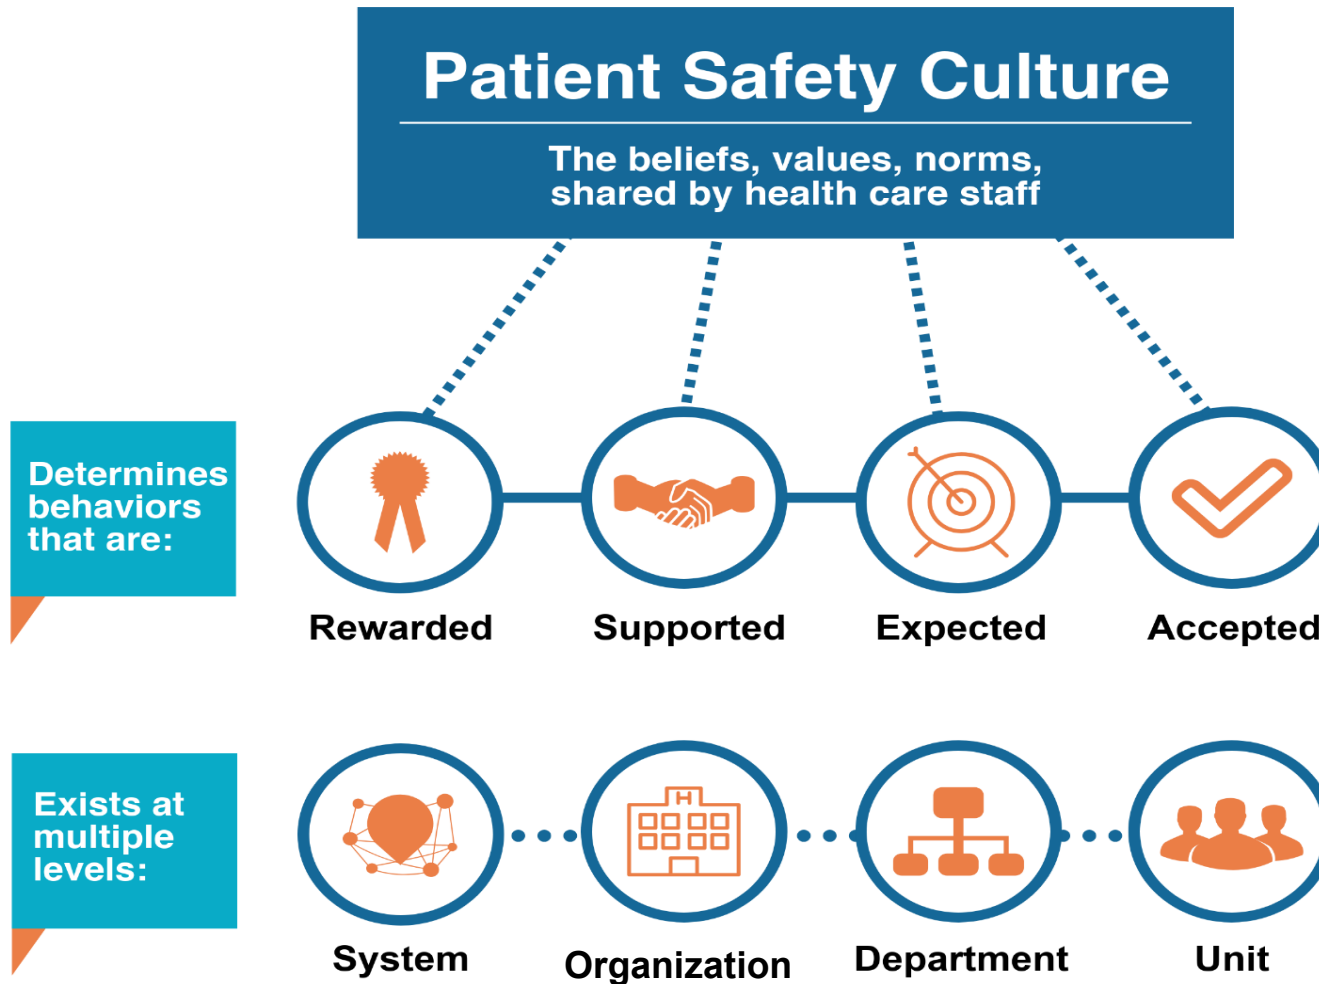 Patient Safety Culture
The beliefs, values, norms,
shared by health care staff
Determines
behaviors
that are:
Rewarded
Supported
Expected
Accepted
Exists at
multiple
levels:
H
System
Organization
Department
Unit